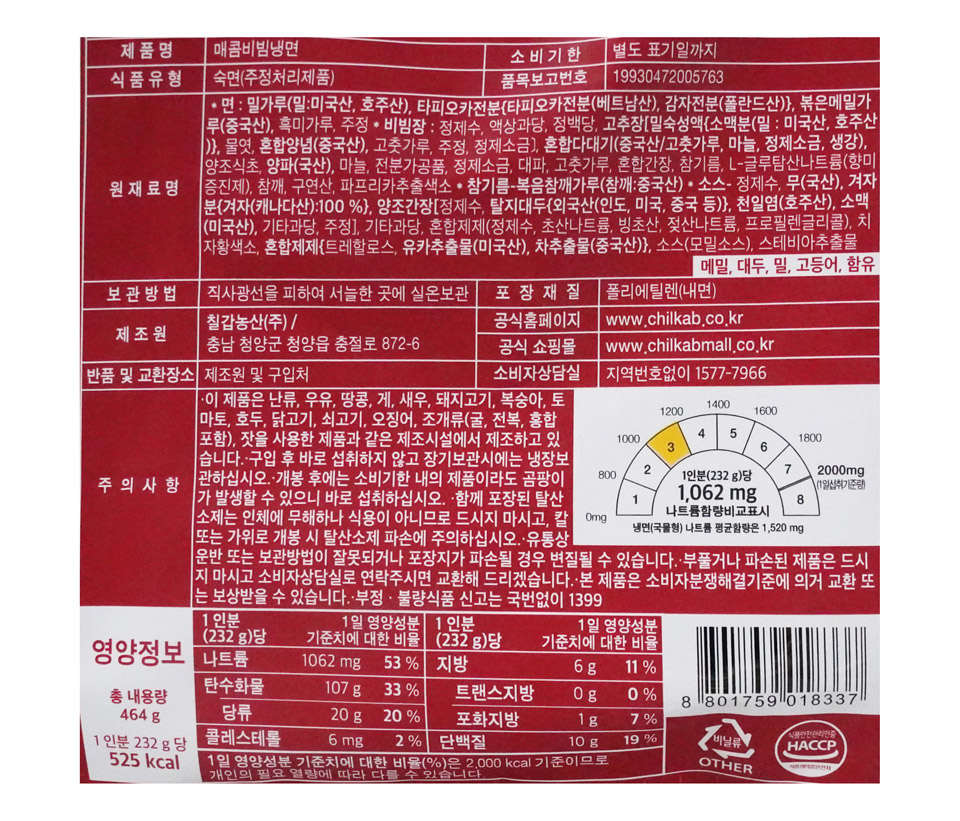 제품명 매콤비빔냉면 소비기한 별도 표기일까지
식품유형 숙면(주정처리제품) 품목보고번호 19930472005763
원재료명
• 면 : 밀가루(밀:미국산, 호주산), 타피오카전분{타피오카전분(베트남산), 감자전분(폴란드산)}, 볶은메밀가
루(중국산), 흑미가루, 주정 • 비빔장 : 정제수, 액상과당, 정백당, 고추장[밀숙성액{소맥분(밀 : 미국산, 호주산
)}, 물엿, 혼합양념(중국산), 고춧가루, 주정, 정제소금], 혼합다대기(중국산/고춧가루, 마늘, 정제소금, 생강),
양조식초, 양파(국산), 마늘, 전분가공품, 정제소금, 대파, 고춧가루, 혼합간장, 참기름, L-글루탐산나트륨(향미
증진제), 참깨, 구연산, 파프리카추출색소 • 참기름-볶음참깨가루(참깨:중국산) • 소스- 정제수, 무(국산), 겨자
분{겨자(캐나다산):100 %}, 양조간장[정제수, 탈지대두{외국산(인도, 미국, 중국 등)}, 천일염(호주산), 소맥
(미국산), 기타과당, 주정], 기타과당, 혼합제제(정제수, 초산나트륨, 빙초산, 젖산나트륨, 프로필렌글리콜), 치
자황색소, 혼합제제{트레할로스, 유카추출물(미국산), 차추출물(중국산)}, 소스(모밀소스), 스테비아추출물
메밀, 대두, 밀, 고등어, 함유
보관방법 직사광선을 피하여 서늘한 곳에 실온보관 포장재질 폴리에틸렌(내면)
제조원 칠갑농산(주) /
충남 청양군 청양읍 충절로 872-6
공식홈페이지 www.chilkab.co.kr
공식 쇼핑몰 www.chilkabmall.co.kr
반품 및 교환장소 제조원 및 구입처 소비자상담실 지역번호없이 1577-7966
주의사항
·이 제품은 난류, 우유, 땅콩, 게, 새우, 돼지고기, 복숭아, 토
마토, 호두, 닭고기, 쇠고기, 오징어, 조개류(굴, 전복, 홍합
포함), 잣을 사용한 제품과 같은 제조시설에서 제조하고 있
습니다.·구입 후 바로 섭취하지 않고 장기보관시에는 냉장보
관하십시오.·개봉 후에는 소비기한 내의 제품이라도 곰팡이
가 발생할 수 있으니 바로 섭취하십시오. ·함께 포장된 탈산
소제는 인체에 무해하나 식용이 아니므로 드시지 마시고, 칼
또는 가위로 개봉 시 탈산소제 파손에 주의하십시오.·유통상
운반 또는 보관방법이 잘못되거나 포장지가 파손될 경우 변질될 수 있습니다.·부풀거나 파손된 제품은 드시
지 마시고 소비자상담실로 연락주시면 교환해 드리겠습니다.·본 제품은 소비자분쟁해결기준에 의거 교환 또
는 보상받을 수 있습니다.·부정 · 불량식품 신고는 국번없이 1399
0mg 800 1000 1200 1400 1600 1800 2000mg
(1일섭취기준량)
1 2 3 4 5 6 7 8
1인분(232 g)당
1,062 mg
나트륨함량비교표시
냉면(국물형) 나트륨 평균함량은 1,520 mg
영양정보
총 내용량
464 g
1 인분 232 g 당
525 kcal
1 인분 (232 g)당 1일 영양성분 기준치에 대한 비율
나트륨 1062 mg 53 %
탄수화물 107 g 33 %
당류 20 g 20 %
콜레스테롤 6 mg 2 %
1 인분 (232 g)당 1일 영양성분 기준치에 대한 비율
지방 6 g 11 %
트랜스지방 0 g 0 %
포화지방 1 g 7 %
단백질 10 g 19 %
1일 영양성분 기준치에 대한 비율(%)은 2,000 kcal 기준이므로
개인의 필요 열량에 따라 다를 수 있습니다.
8 801759 018337
비닐류
OTHER
식품안전관리인증
HACCP